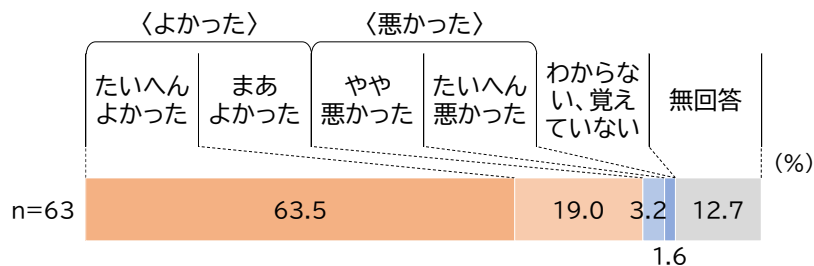 〈よかった〉 〈悪かった〉
たいへん
よかった
まあ
よかった
やや
悪かった
たいへん
悪かった
わからな
い、覚え
ていない
無回答
(%)
n=63 63.5 19.0 3.2 12.7
1.6